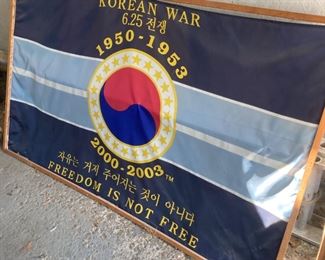 KOREAN WAR
6.25 전쟁
1950-1953
2000-2003™
자유는 거저 주어지는 것이 아니다
FREEDOM IS NOT FREE